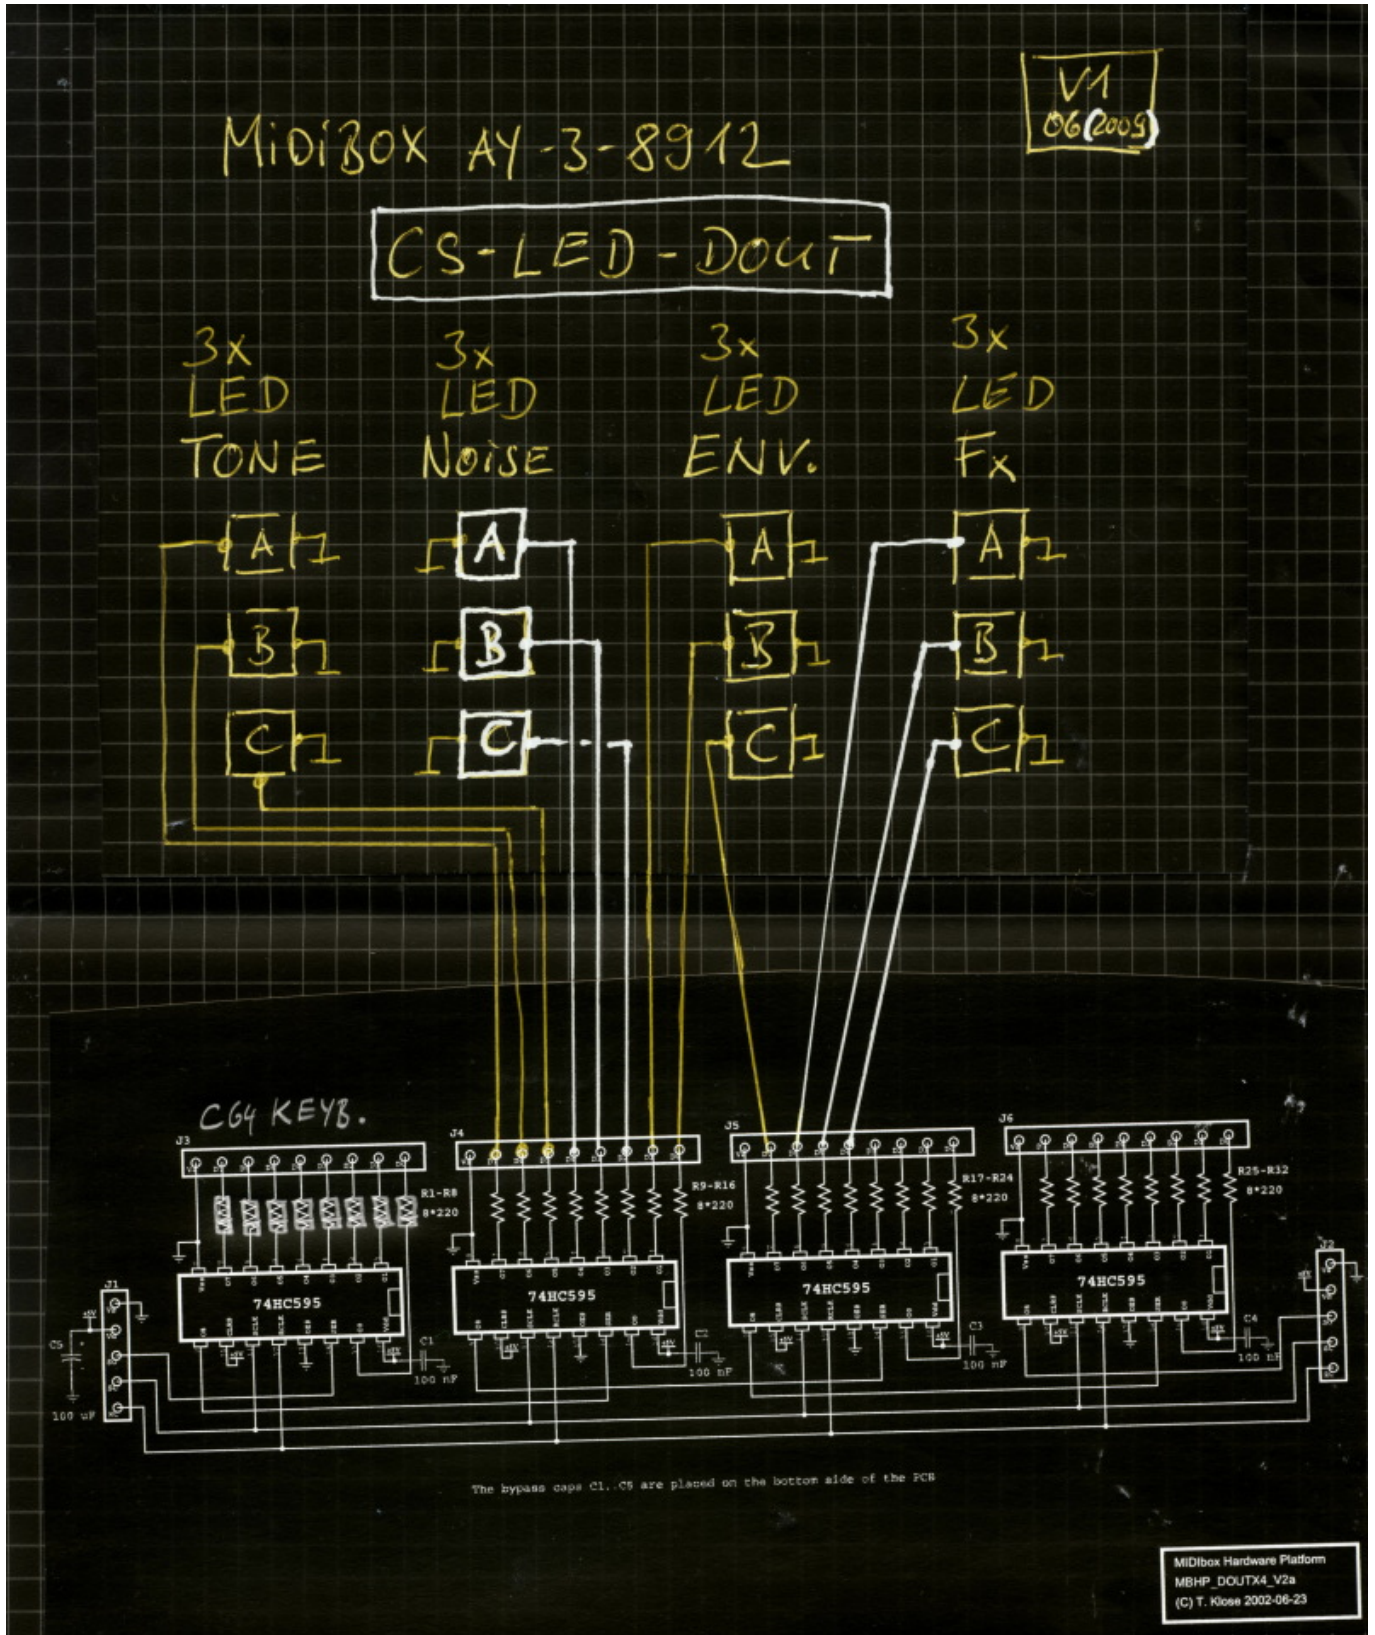 V1
06(2009)
MiDiBOX AY-3-8912
CS-LED-DOUT
3x
LED
TONE
3x
LED
NOiSE
3x
LED
ENV.
3x
LED
Fx
A
A
A
A
B
B
B
B
C
C
C
C
C64 KEYB.
J3
J4
J5
J6
R1-R8
8*220
R9-R16
8*220
R17-R24
8*220
R25-R32
8*220
J1
J2
74HC595
74HC595
74HC595
74HC595
C5
100 uF
C1
100 nF
C2
100 nF
C3
100 nF
C4
100 nF
The bypass caps C1..C5 are placed on the bottom side of the PCB
MIDIbox Hardware Platform
MBHP_DOUTX4_V2a
(C) T. Klose 2002-06-23